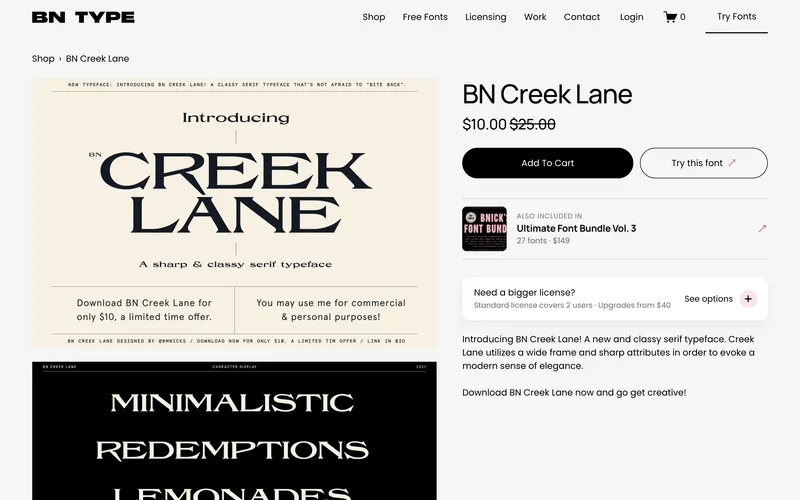 BN TYPE
Shop Free Fonts Licensing Work Contact Login 0 Try Fonts
Shop › BN Creek Lane
NEW TYPEFACE: INTRODUCING BN CREEK LANE! A CLASSY SERIF TYPEFACE THAT'S NOT AFRAID TO "BITE BACK".
Introducing
BN
CREEK
LANE
A sharp & classy serif typeface
Download BN Creek Lane for
only $10, a limited time offer.
You may use me for commercial
& personal purposes!
BN CREEK LANE DESIGNED BY @BMNICKS / DOWNLOAD NOW FOR ONLY $10, A LIMITED TIM OFFER / LINK IN BIO
BN CREEK LANE CHARACTER DISPLAY 2021
MINIMALISTIC
REDEMPTIONS
LEMONADES
BN Creek Lane
$10.00 $25.00
Add To Cart
Try this font
BNICK'S
FONT BUND
ALSO INCLUDED IN
Ultimate Font Bundle Vol. 3
27 fonts · $149
Need a bigger license?
Standard license covers 2 users · Upgrades from $40
See options +
Introducing BN Creek Lane! A new and classy serif typeface. Creek
Lane utilizes a wide frame and sharp attributes in order to evoke a
modern sense of elegance.
Download BN Creek Lane now and go get creative!